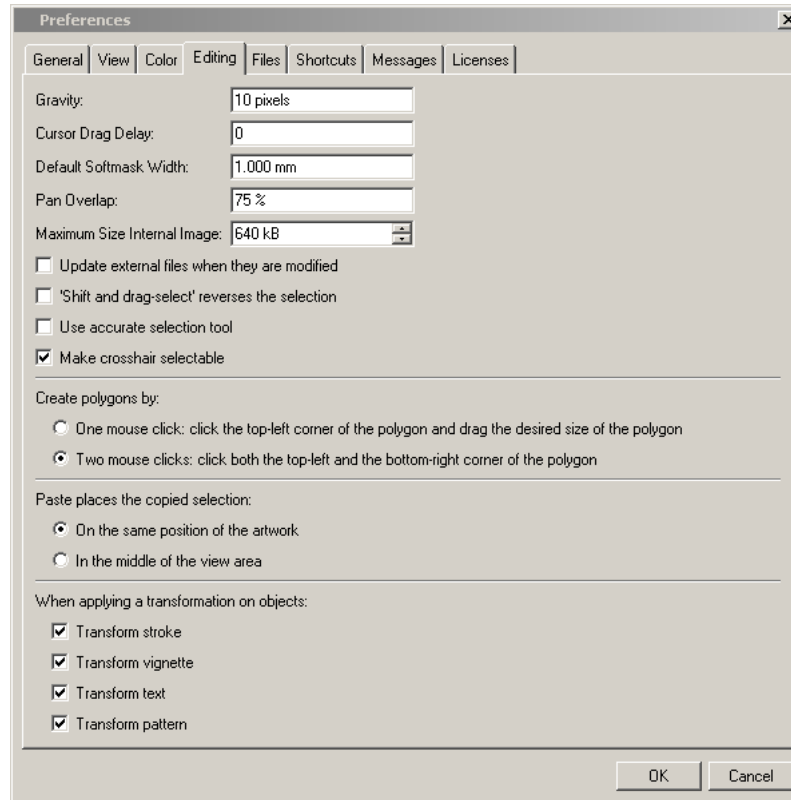 Preferences
General View Color Editing Files Shortcuts Messages Licenses
Gravity: 10 pixels
Cursor Drag Delay: 0
Default Softmask Width: 1.000 mm
Pan Overlap: 75 %
Maximum Size Internal Image: 640 kB
Update external files when they are modified
'Shift and drag-select' reverses the selection
Use accurate selection tool
Make crosshair selectable
Create polygons by:
One mouse click: click the top-left corner of the polygon and drag the desired size of the polygon
Two mouse clicks: click both the top-left and the bottom-right corner of the polygon
Paste places the copied selection:
On the same position of the artwork
In the middle of the view area
When applying a transformation on objects:
Transform stroke
Transform vignette
Transform text
Transform pattern
OK Cancel